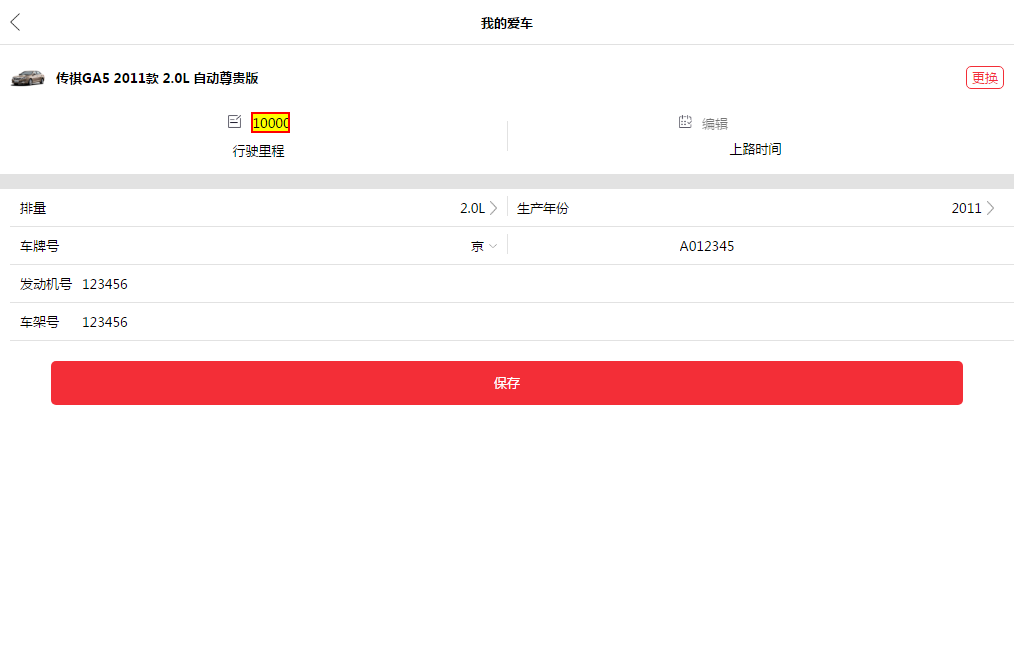 我的爱车
传祺GA5 2011款 2.0L 自动尊贵版 更换
10000 编辑
行驶里程 上路时间
排量 2.0L 生产年份 2011
车牌号 京 A012345
发动机号 123456
车架号 123456
保存